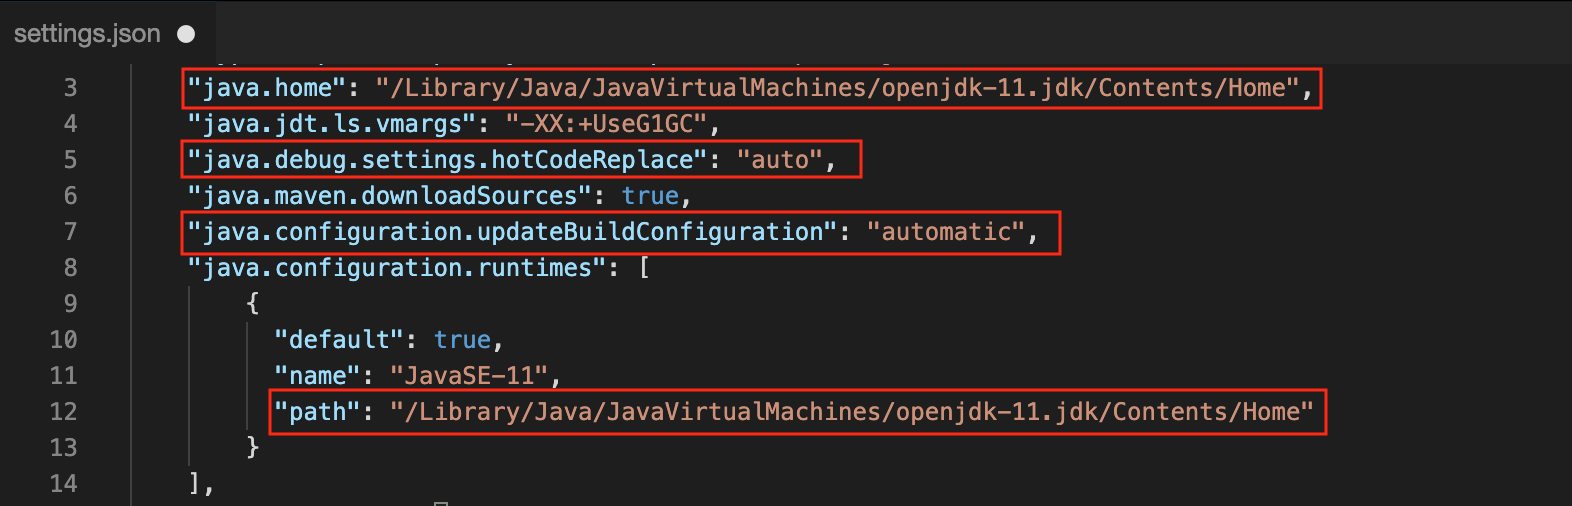 settings.json
3 "java.home": "/Library/Java/JavaVirtualMachines/openjdk-11.jdk/Contents/Home",
4 "java.jdt.ls.vmargs": "-XX:+UseG1GC",
5 "java.debug.settings.hotCodeReplace": "auto",
6 "java.maven.downloadSources": true,
7 "java.configuration.updateBuildConfiguration": "automatic",
8 "java.configuration.runtimes": [
9 {
10 "default": true,
11 "name": "JavaSE-11",
12 "path": "/Library/Java/JavaVirtualMachines/openjdk-11.jdk/Contents/Home"
13 }
14 ],